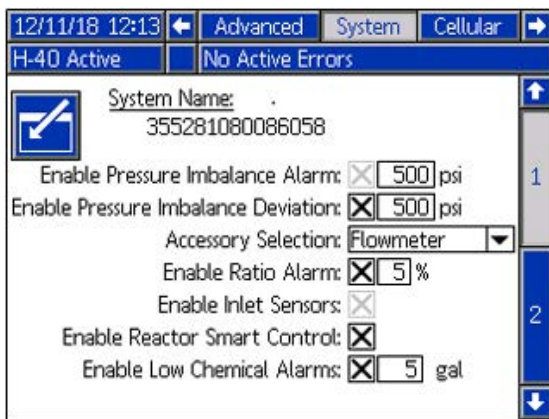 12/11/18 12:13 Advanced System Cellular
H-40 Active No Active Errors
System Name:
355281080086058
Enable Pressure Imbalance Alarm: 500 psi
Enable Pressure Imbalance Deviation: 500 psi
Accessory Selection: Flowmeter
Enable Ratio Alarm: 5 %
Enable Inlet Sensors:
Enable Reactor Smart Control:
Enable Low Chemical Alarms: 5 gal
1
2